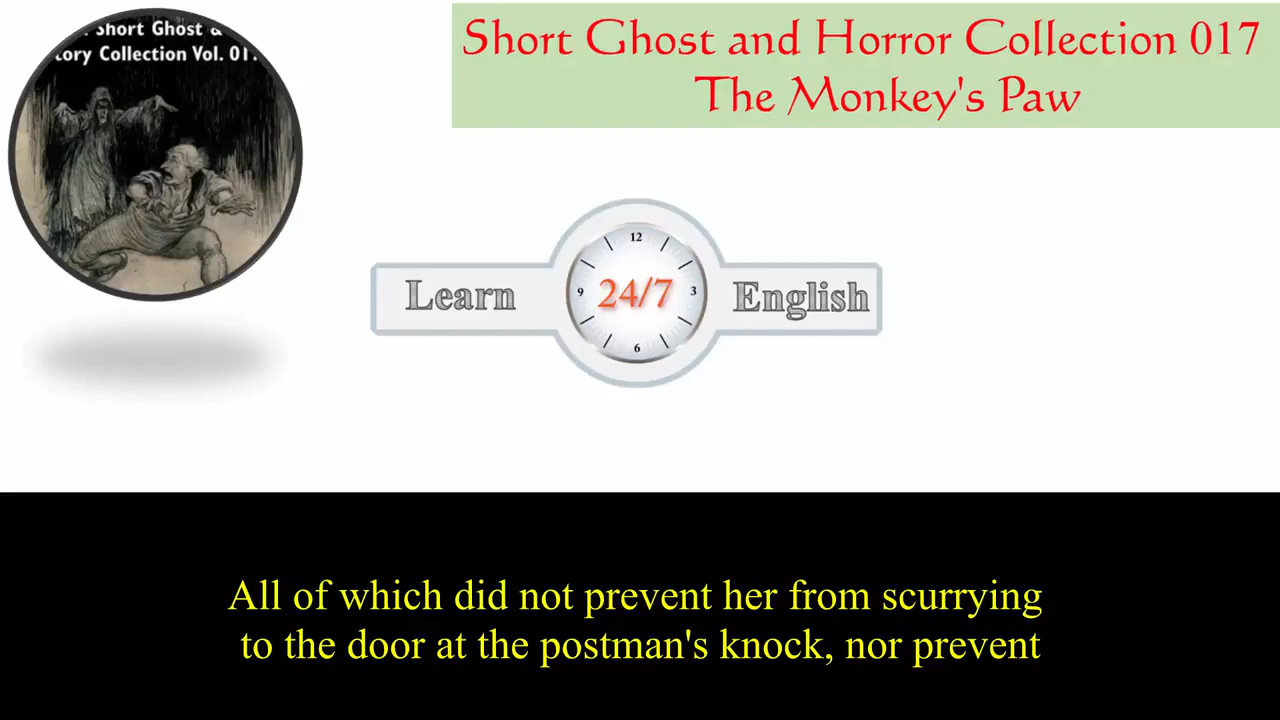 Short Ghost &
tory Collection Vol. 01
Short Ghost and Horror Collection 017
The Monkey's Paw
Learn 24/7 English
12
9
3
6
All of which did not prevent her from scurrying
to the door at the postman's knock, nor prevent